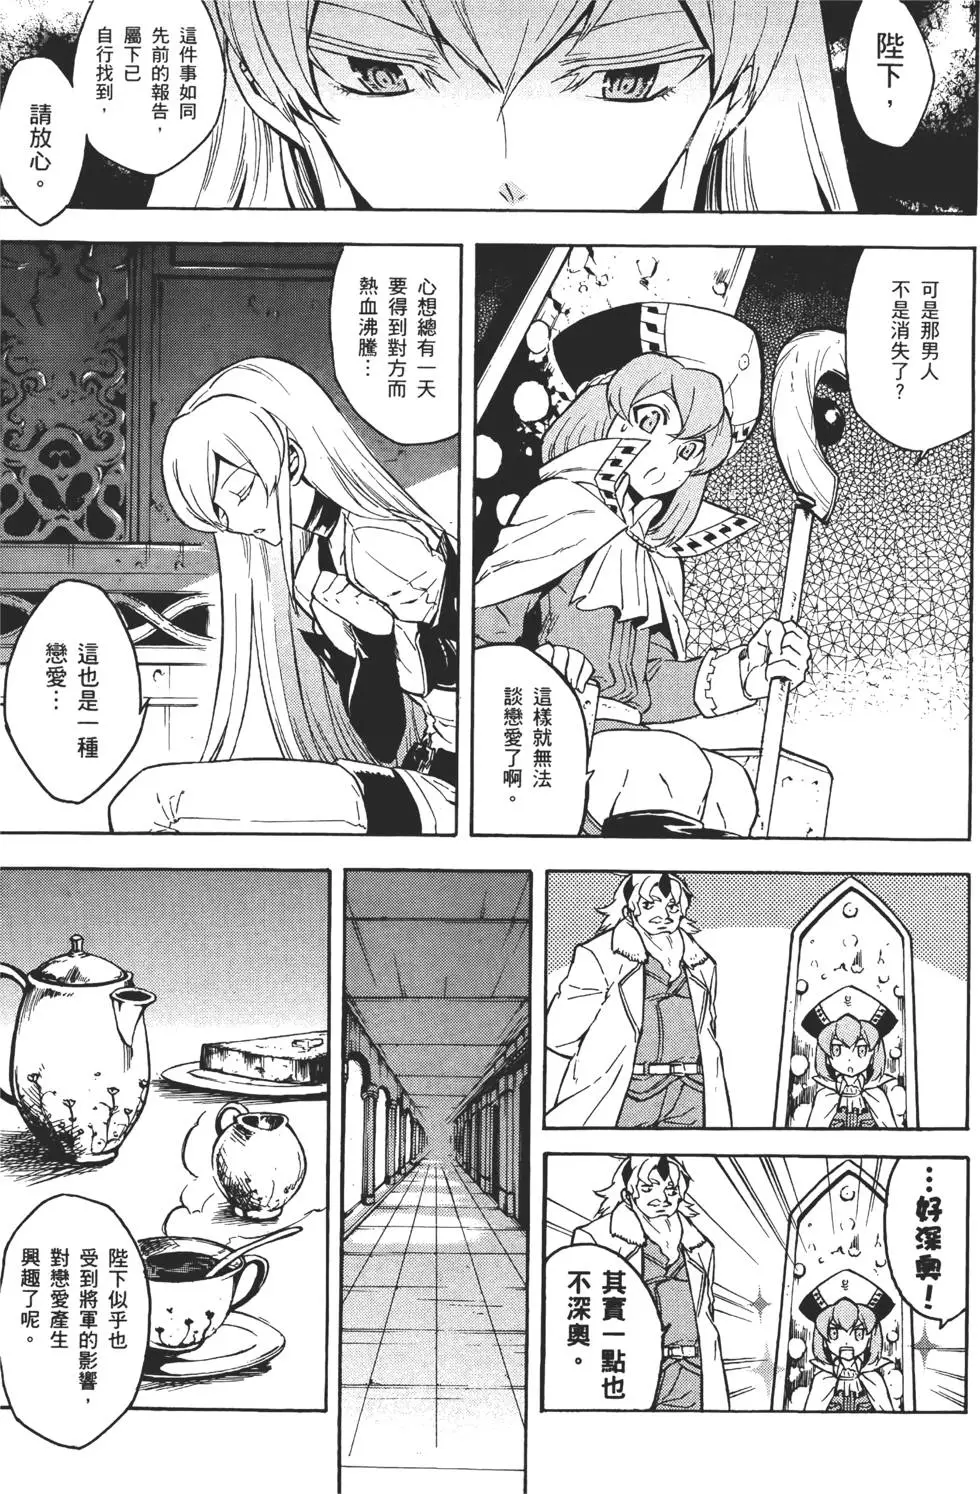 陛下，
這件事如同
先前的報告，
屬下已
自行找到，
請放心。
可是那男人
不是消失了？
這樣就無法
談戀愛了啊。
心想總有一天
要得到對方而
熱血沸騰…
這也是一種
戀愛…
…好深奧！
其實一點也
不深奧。
陛下似乎也
受到將軍的影響，
對戀愛產生
興趣了呢。